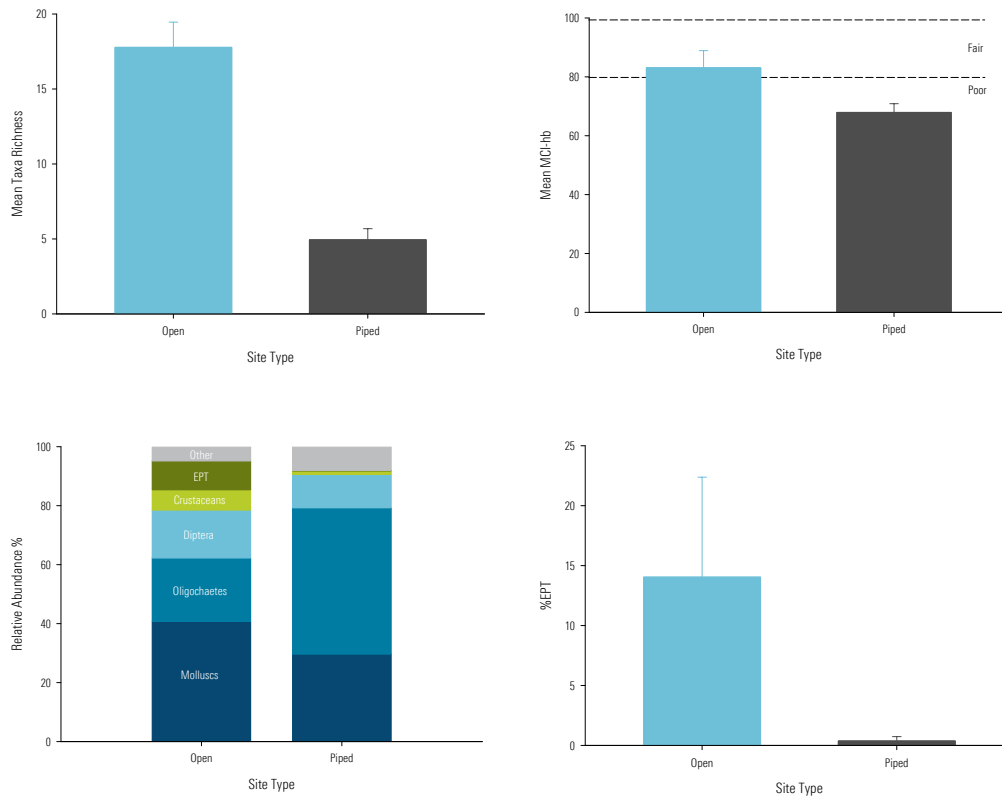 20
15
10
5
0
Mean Taxa Richness
Open
Piped
Site Type
100
80
60
40
20
0
Mean MCI-hb
Fair
Poor
Open
Piped
Site Type
100
80
60
40
20
0
Relative Abundance %
Other
EPT
Crustaceans
Diptera
Oligochaetes
Molluscs
Open
Piped
Site Type
25
20
15
10
5
0
%EPT
Open
Piped
Site Type